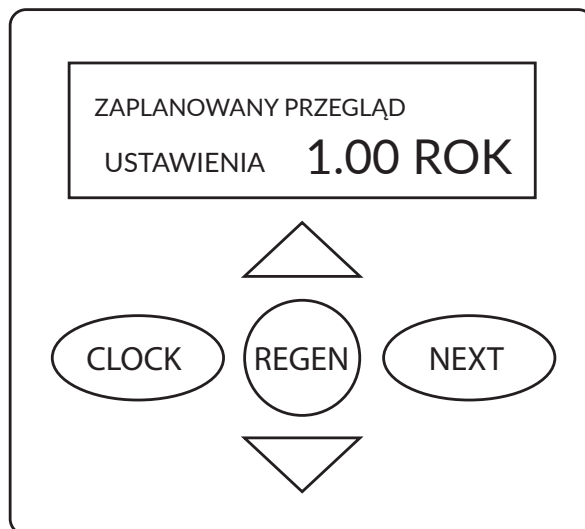 ZAPLANOWANY PRZEGLĄD
USTAWIENIA 1.00 ROK
CLOCK REGEN NEXT